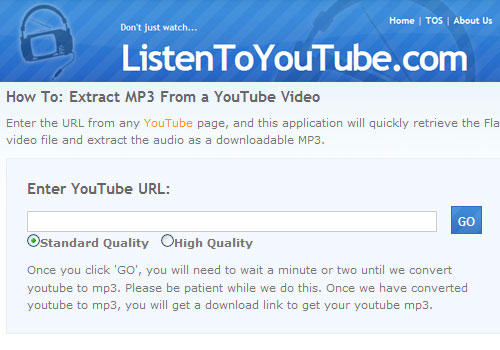 Home | TOS | About Us
Don't just watch...
ListenToYouTube.com
How To: Extract MP3 From a YouTube Video
Enter the URL from any YouTube page, and this application will quickly retrieve the Fla
video file and extract the audio as a downloadable MP3.
Enter YouTube URL:
GO
Standard Quality High Quality
Once you click 'GO', you will need to wait a minute or two until we convert
youtube to mp3. Please be patient while we do this. Once we have converted
youtube to mp3, you will get a download link to get your youtube mp3.